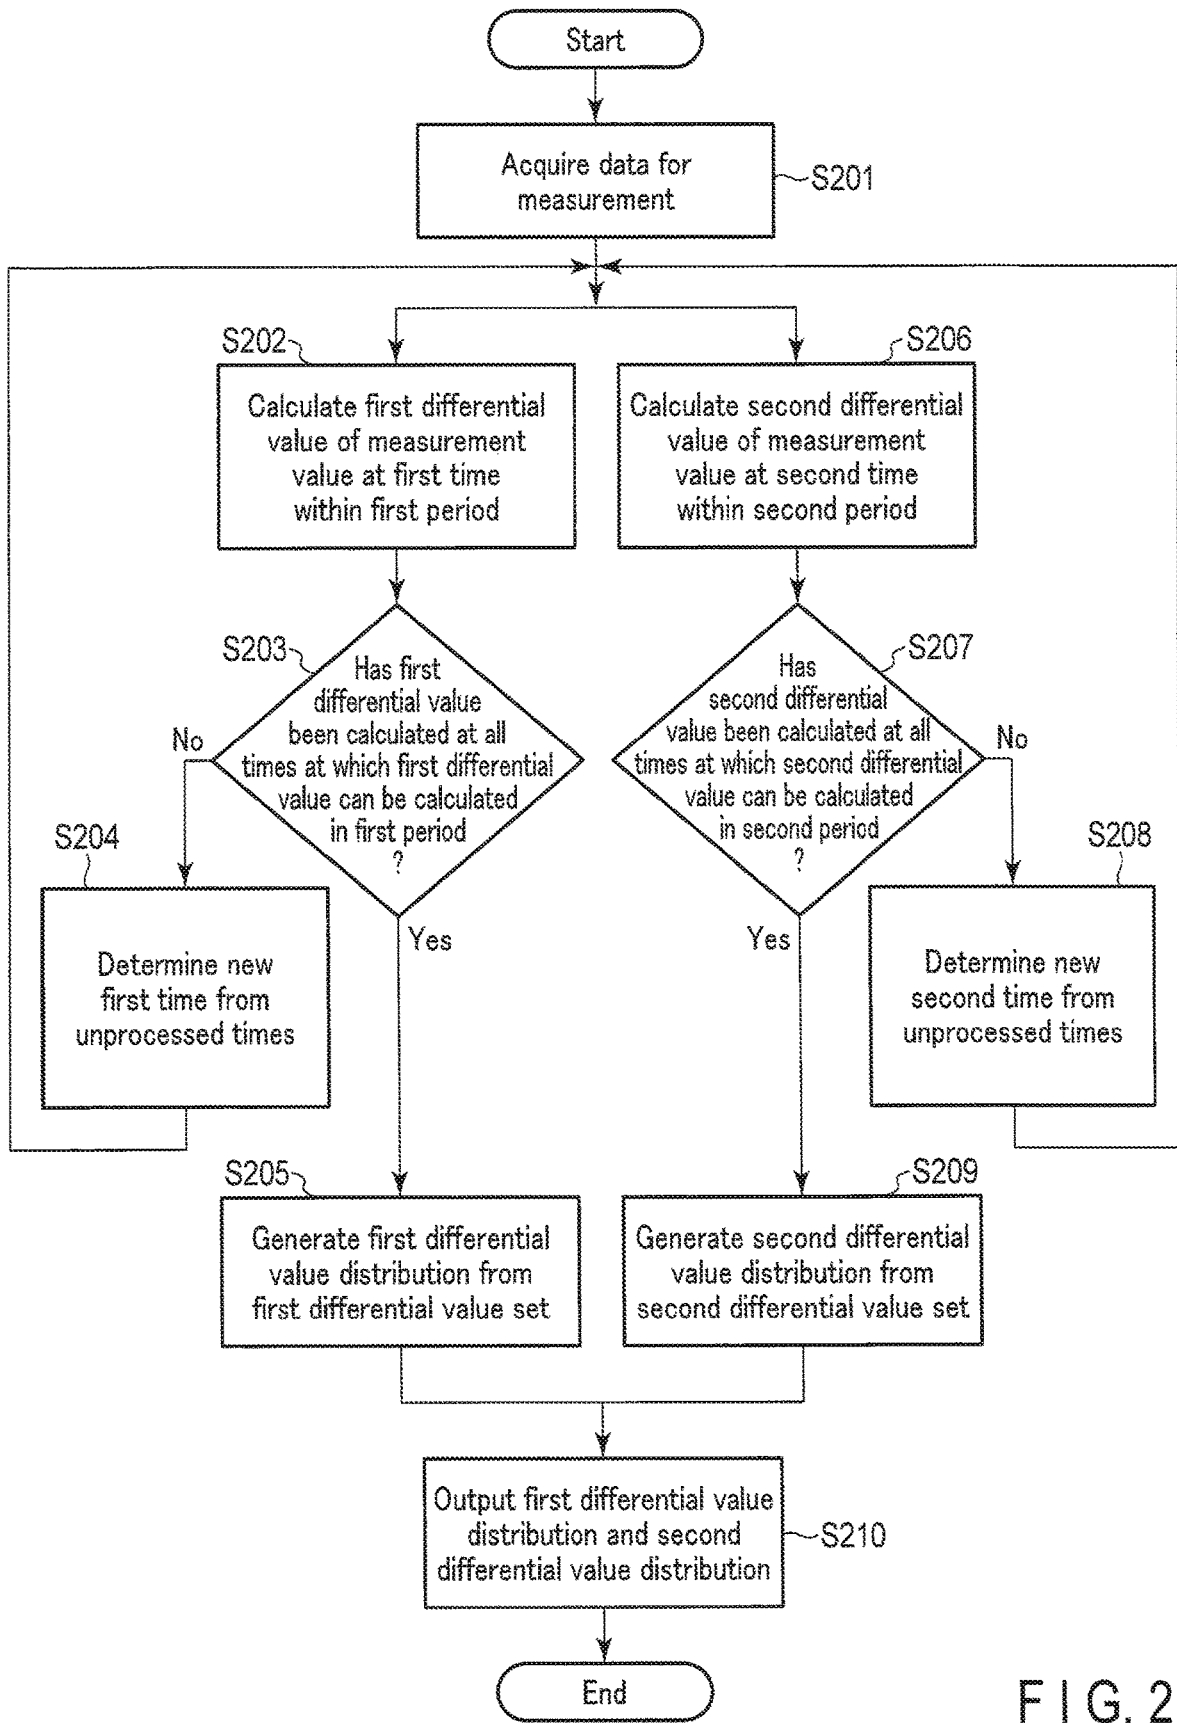 Start
Acquire data for
measurement
S201
S202
Calculate first differential
value of measurement
value at first time
within first period
S206
Calculate second differential
value of measurement
value at second time
within second period
S203
Has first
differential value
been calculated at all
times at which first differential
value can be calculated
in first period
?
No
Yes
S207
Has
second differential
value been calculated at all
times at which second differential
value can be calculated
in second period
?
No
Yes
S204
Determine new
first time from
unprocessed times
S208
Determine new
second time from
unprocessed times
S205
Generate first differential
value distribution from
first differential value set
S209
Generate second differential
value distribution from
second differential value set
Output first differential value
distribution and second
differential value distribution
S210
End
FIG. 2